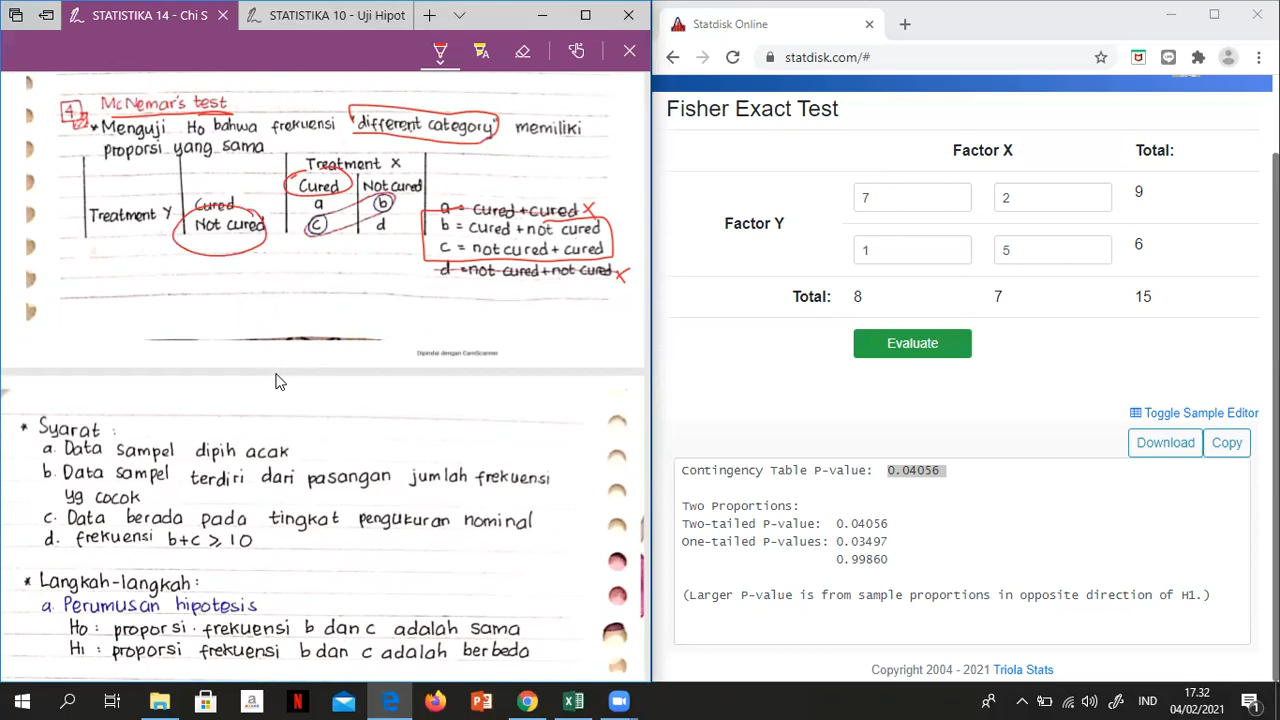 STATISTIKA 14 - Chi S
STATISTIKA 10 - Uji Hipot
4
McNemar's test
* Menguji Ho bahwa frekuensi "different category" memiliki
proporsi yang sama
Treatment X
Cured
Not cured
Treatment Y
Cured
a
b
Not cured
c
d
a = cured + cured X
b = cured + not cured
c = not cured + cured
d = not cured + not cured X
Dipindai dengan CamScanner
* Syarat :
a. Data sampel dipih acak
b. Data sampel terdiri dari pasangan jumlah frekuensi
yg cocok
c. Data berada pada tingkat pengukuran nominal
d. frekuensi b+c ⩾ 10
* Langkah-langkah :
a. Perumusan hipotesis
Ho : proporsi frekuensi b dan c adalah sama
H1 : proporsi frekuensi b dan c adalah berbeda
Statdisk Online
statdisk.com/#
Fisher Exact Test
Factor X
Total:
7
2
9
Factor Y
1
5
6
Total:
8
7
15
Evaluate
Toggle Sample Editor
Download
Copy
Contingency Table P-value: 0.04056
Two Proportions:
Two-tailed P-value: 0.04056
One-tailed P-values: 0.03497
0.99860
(Larger P-value is from sample proportions in opposite direction of H1.)
Copyright 2004 - 2021 Triola Stats
IND
17.32
04/02/2021